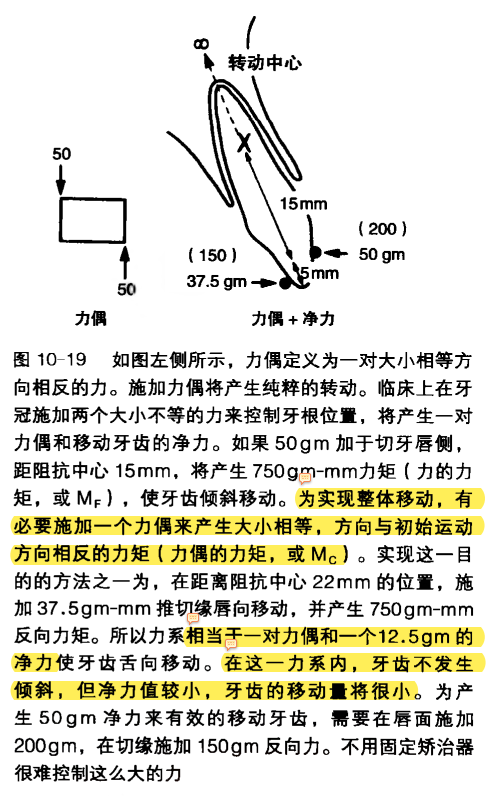 ∞
转动中心
X
50
50
15mm
(200)
50 gm
(150)
37.5 gm
5mm
力偶
力偶+净力
图 10-19 如图左侧所示，力偶定义为一对大小相等方
向相反的力。施加力偶将产生纯粹的转动。临床上在牙
冠施加两个大小不等的力来控制牙根位置，将产生一对
力偶和移动牙齿的净力。如果 50gm 加于切牙唇侧，
距阻抗中心 15mm，将产生 750gm-mm力矩（力的力
矩，或 MF），使牙齿倾斜移动。为实现整体移动，有
必要施加一个力偶来产生大小相等，方向与初始运动
方向相反的力矩（力偶的力矩，或 MC）。实现这一目
的的方法之一为，在距离阻抗中心 22mm 的位置，施
加 37.5gm-mm 推切缘唇向移动，并产生 750gm-mm
反向力矩。所以力系相当于一对力偶和一个12.5gm 的
净力使牙齿舌向移动。在这一力系内，牙齿不发生
倾斜，但净力值较小，牙齿的移动量将很小。为产
生 50gm 净力来有效的移动牙齿，需要在唇面施加
200gm，在切缘施加 150gm 反向力。不用固定矫治器
很难控制这么大的力